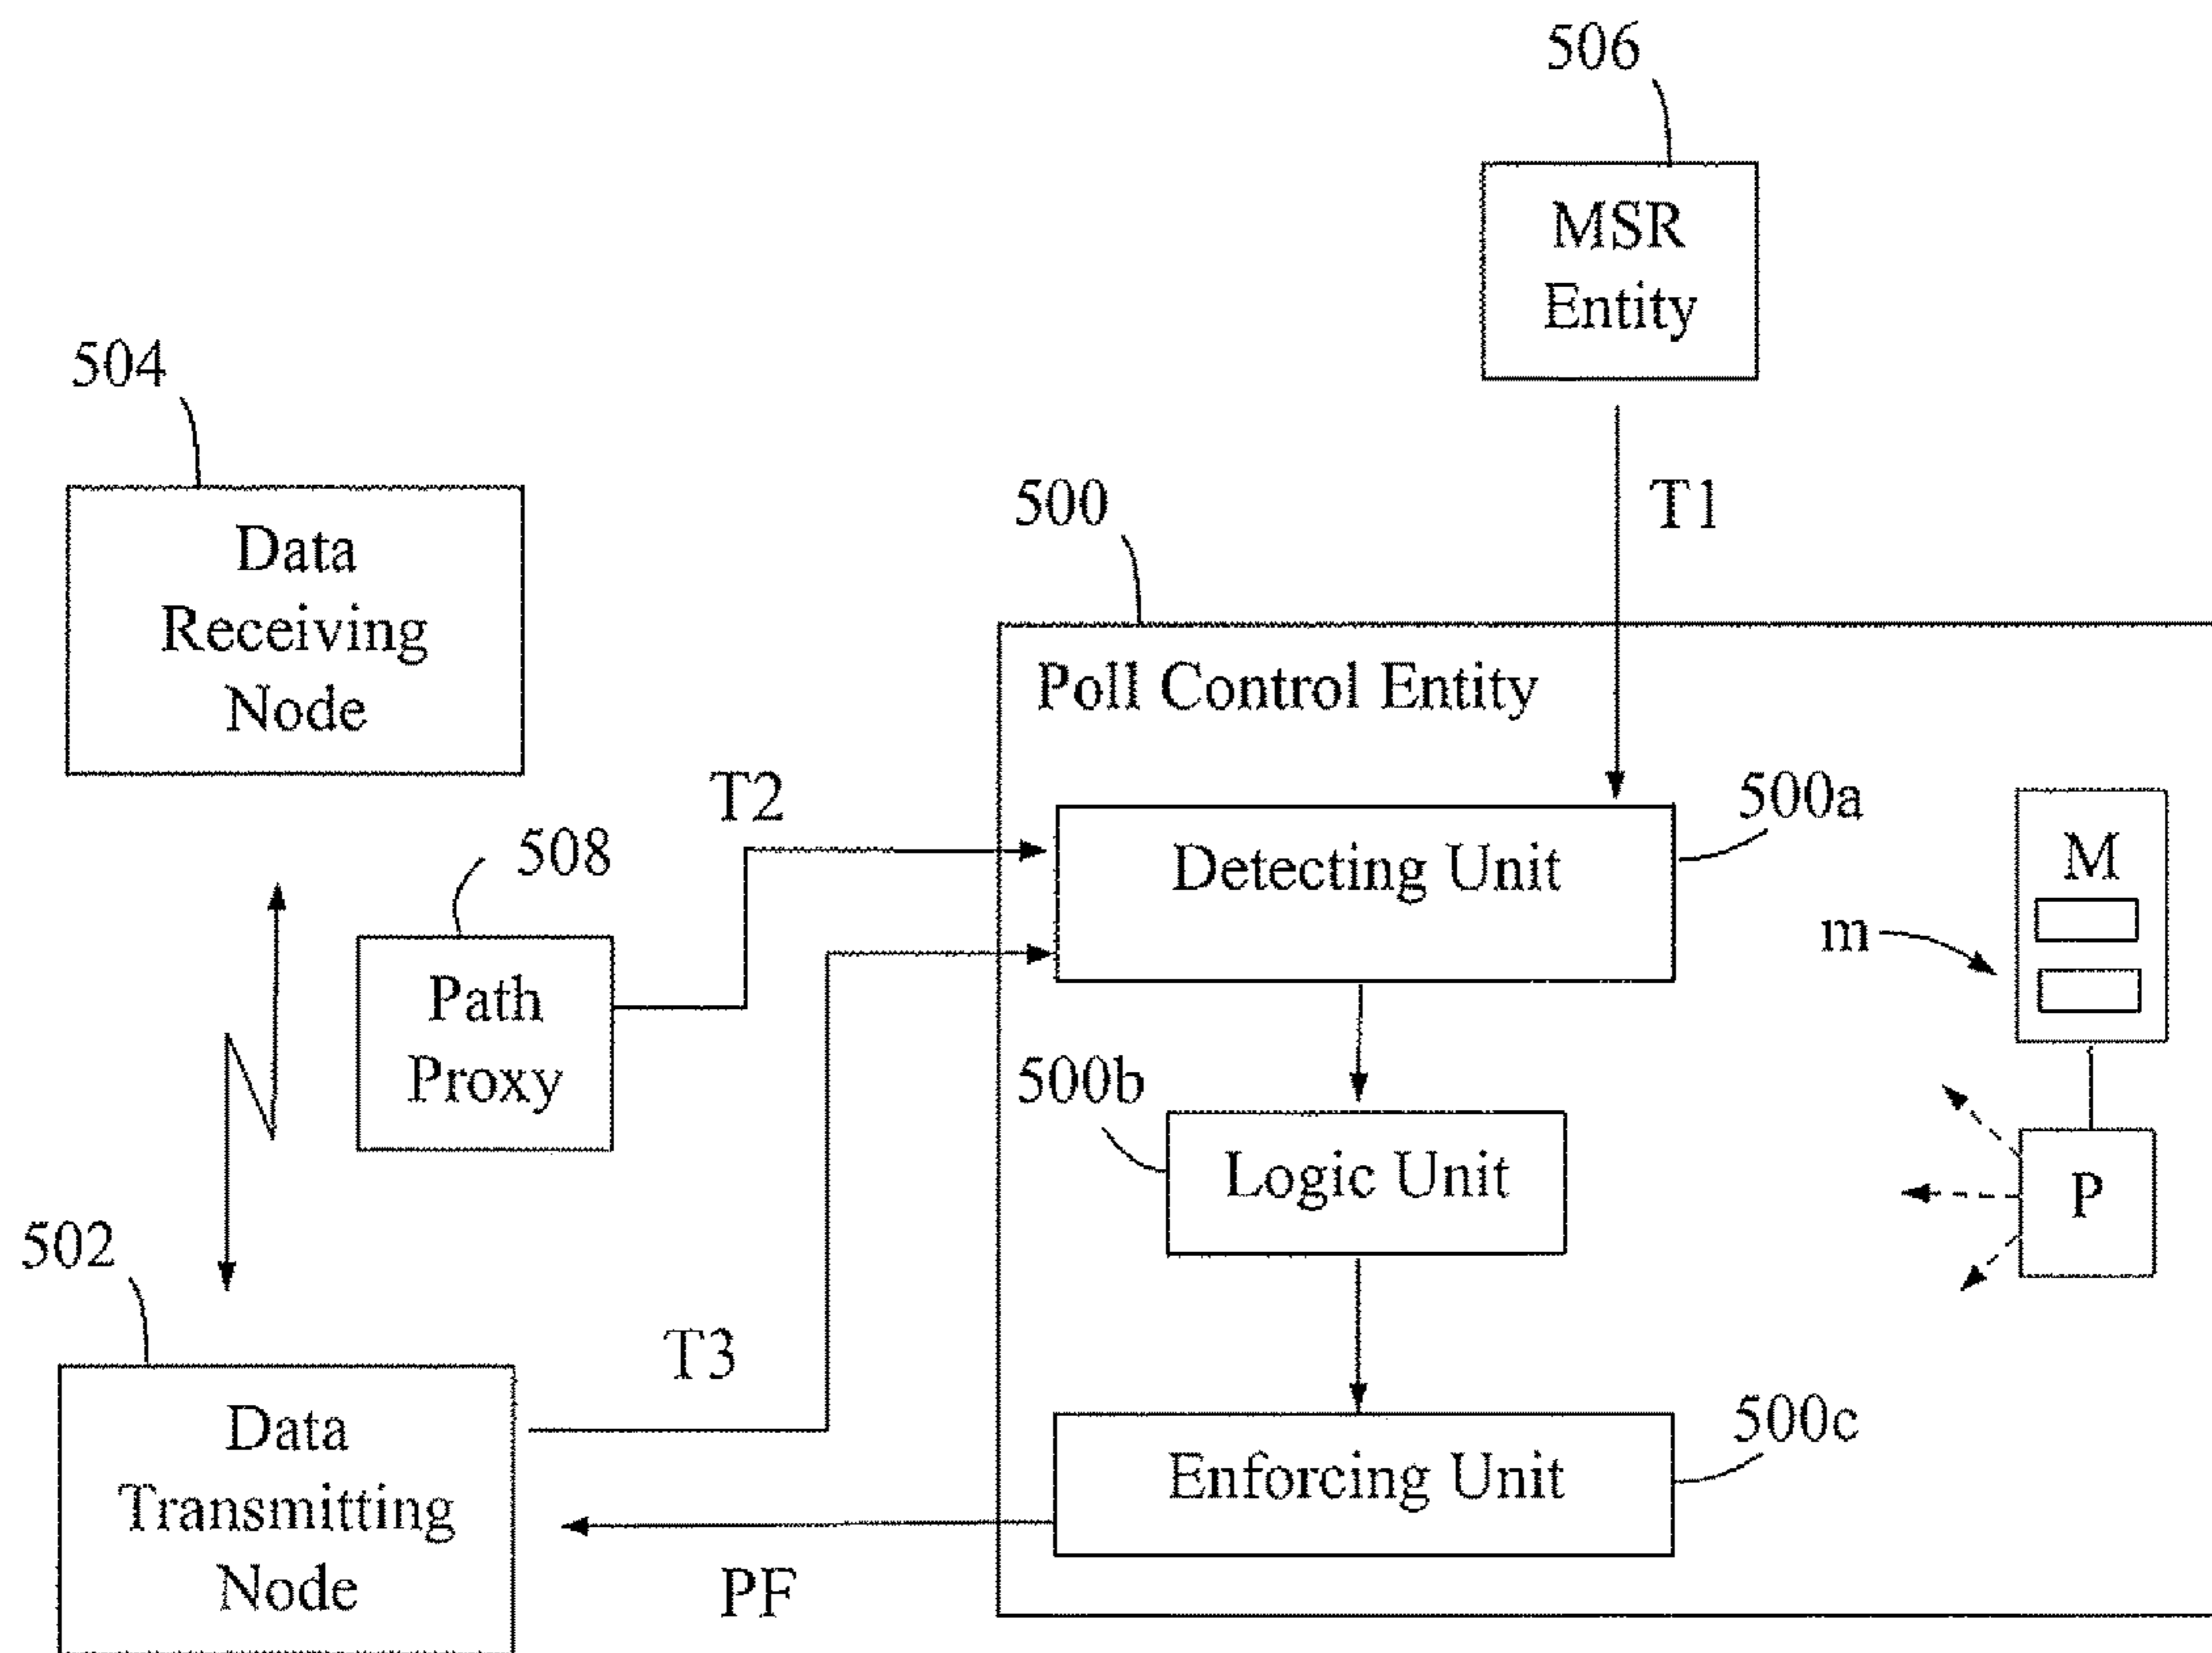 506
MSR
Entity
504
500
T1
Data
Receiving
Node
Poll Control Entity
T2
500a
508
Detecting Unit
M
m
Path
Proxy
500b
Logic Unit
P
502
T3
500c
Data
Transmitting
Node
Enforcing Unit
PF